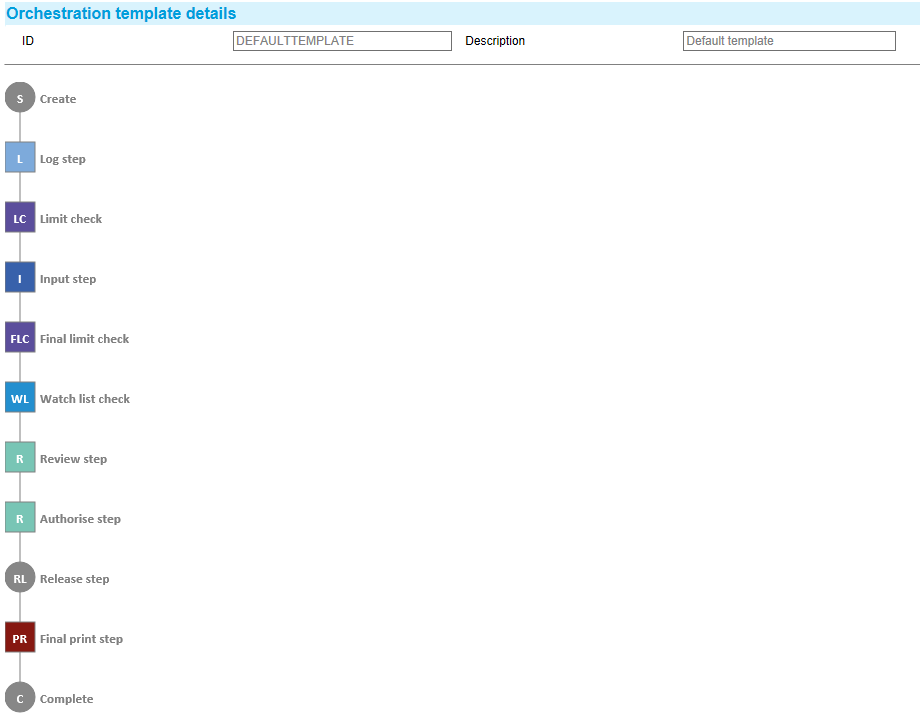 Orchestration template details
ID DEFAULTTEMPLATE Description Default template
S Create
L Log step
LC Limit check
I Input step
FLC Final limit check
WL Watch list check
R Review step
R Authorise step
RL Release step
PR Final print step
C Complete